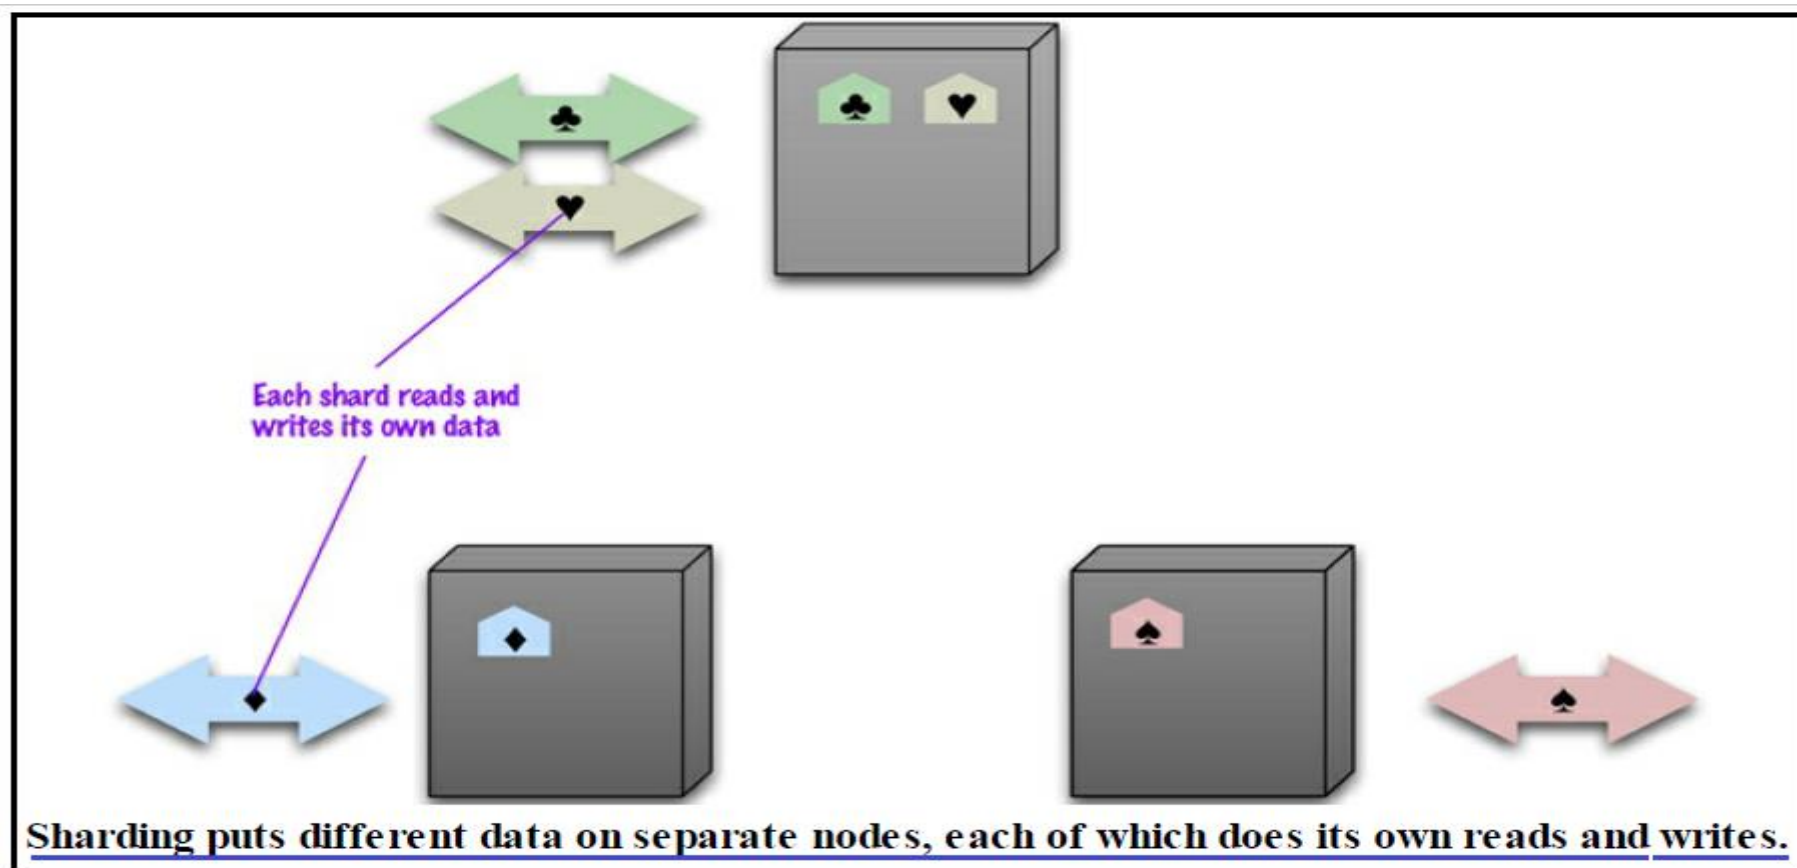 Each shard reads and
writes its own data
Sharding puts different data on separate nodes, each of which does its own reads and writes.